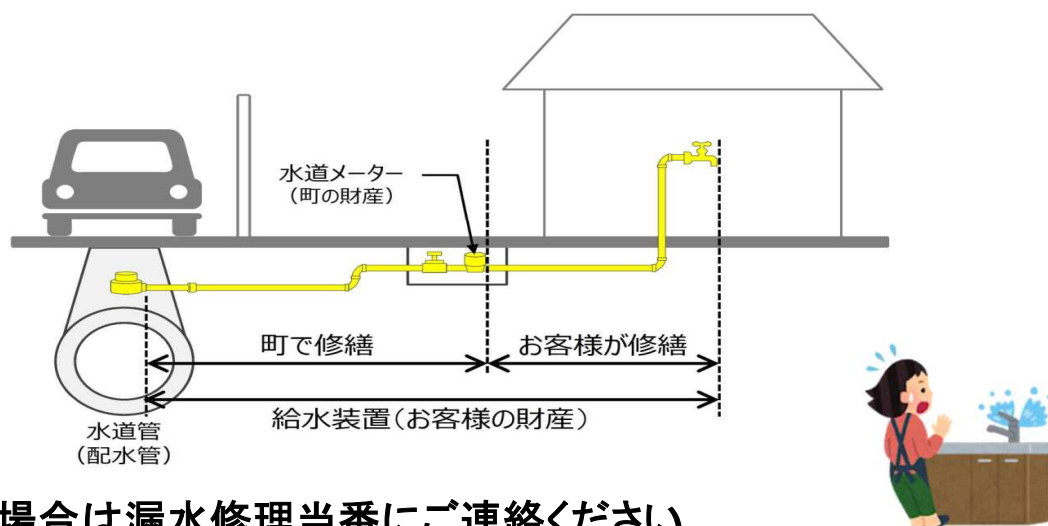 水道メーター
（町の財産）
町で修繕
お客様が修繕
給水装置（お客様の財産）
水道管
（配水管）
場合は漏水修理当番にご連絡ください